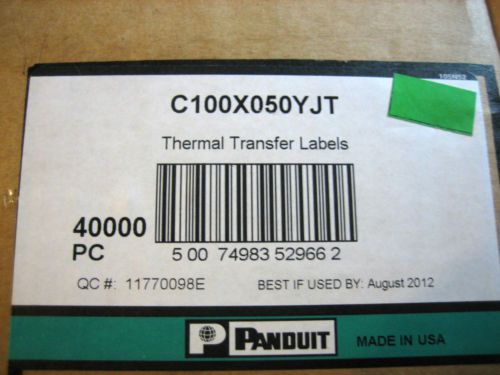 105N52
C100X050YJT
Thermal Transfer Labels
40000
PC
5 00 74983 52966 2
QC #: 11770098E
BEST IF USED BY: August 2012
P PANDUIT
MADE IN USA